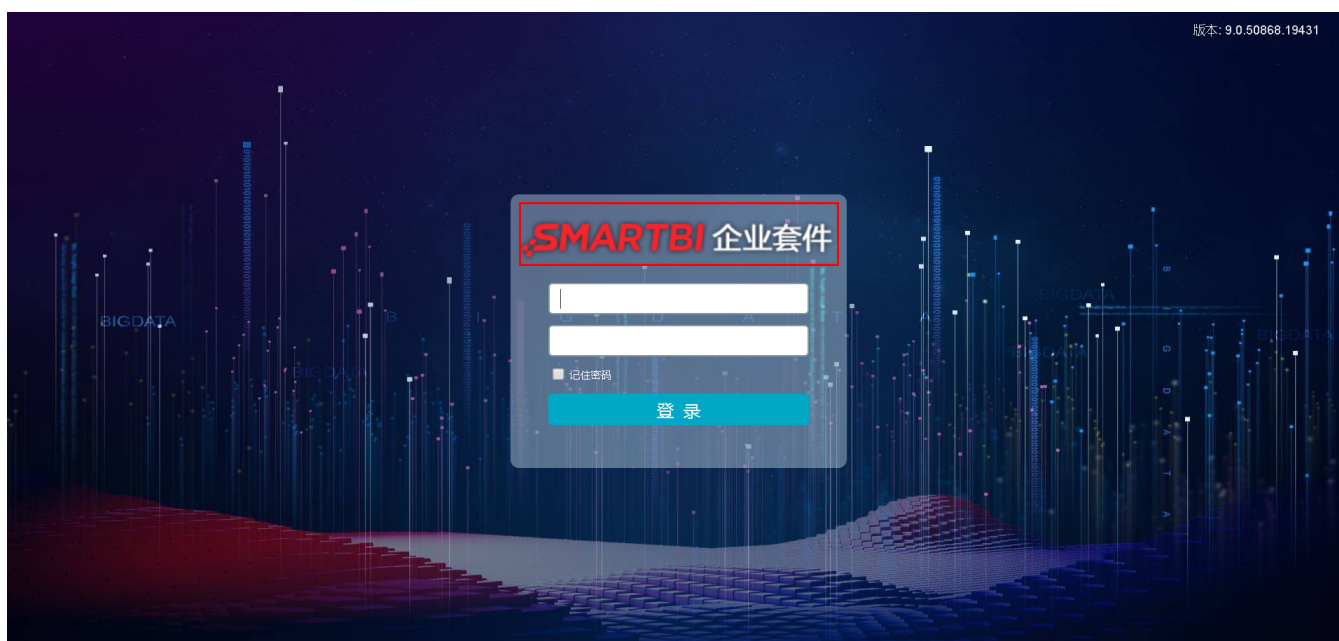 版本: 9.0.50868.19431
SMARTBI 企业套件
B I G D A T A
BIGDATA
BIGDATA
BIGDATA
BIGDATA
BIGDATA
B I G D A T A
记住密码
登 录